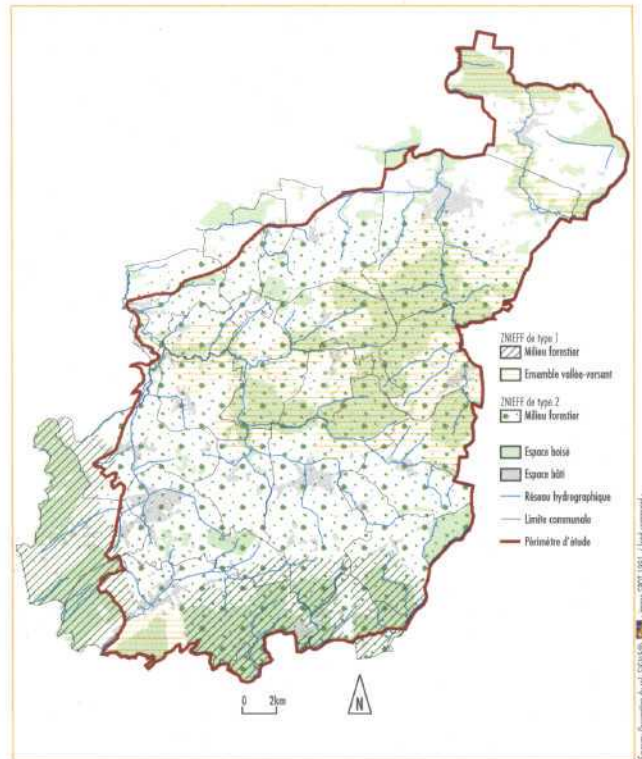 ZNIEFF de type 1
Milieu forestier
Ensemble vallée-versant
ZNIEFF de type 2
Milieu forestier
Espace boisé
Espace bâti
Réseau hydrographique
Limite communale
Périmètre d'étude
0 2km
N